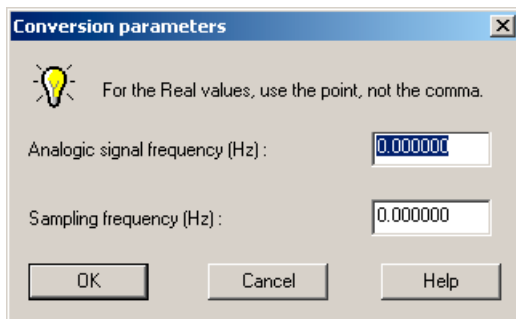 Conversion parameters
For the Real values, use the point, not the comma.
Analogic signal frequency (Hz) :
0.000000
Sampling frequency (Hz) :
0.000000
OK
Cancel
Help